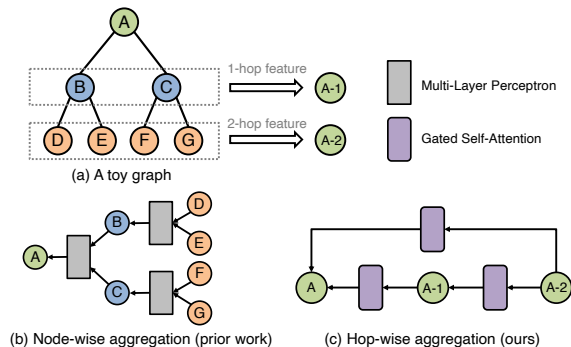 A
1-hop feature
B
C
A-1
Multi-Layer Perceptron
2-hop feature
D
E
F
G
A-2
Gated Self-Attention
(a) A toy graph
D
B
E
A
F
C
G
A
A-1
A-2
(b) Node-wise aggregation (prior work)
(c) Hop-wise aggregation (ours)